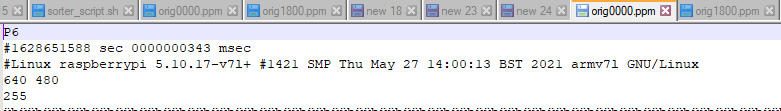 5 sorter_script.sh orig0000.ppm orig1800.ppm new 18 new 23 new 24 orig0000.ppm orig1800.ppm
P6
#1628651588 sec 0000000343 msec
#Linux raspberrypi 5.10.17-v7l+ #1421 SMP Thu May 27 14:00:13 BST 2021 armv7l GNU/Linux
640 480
255